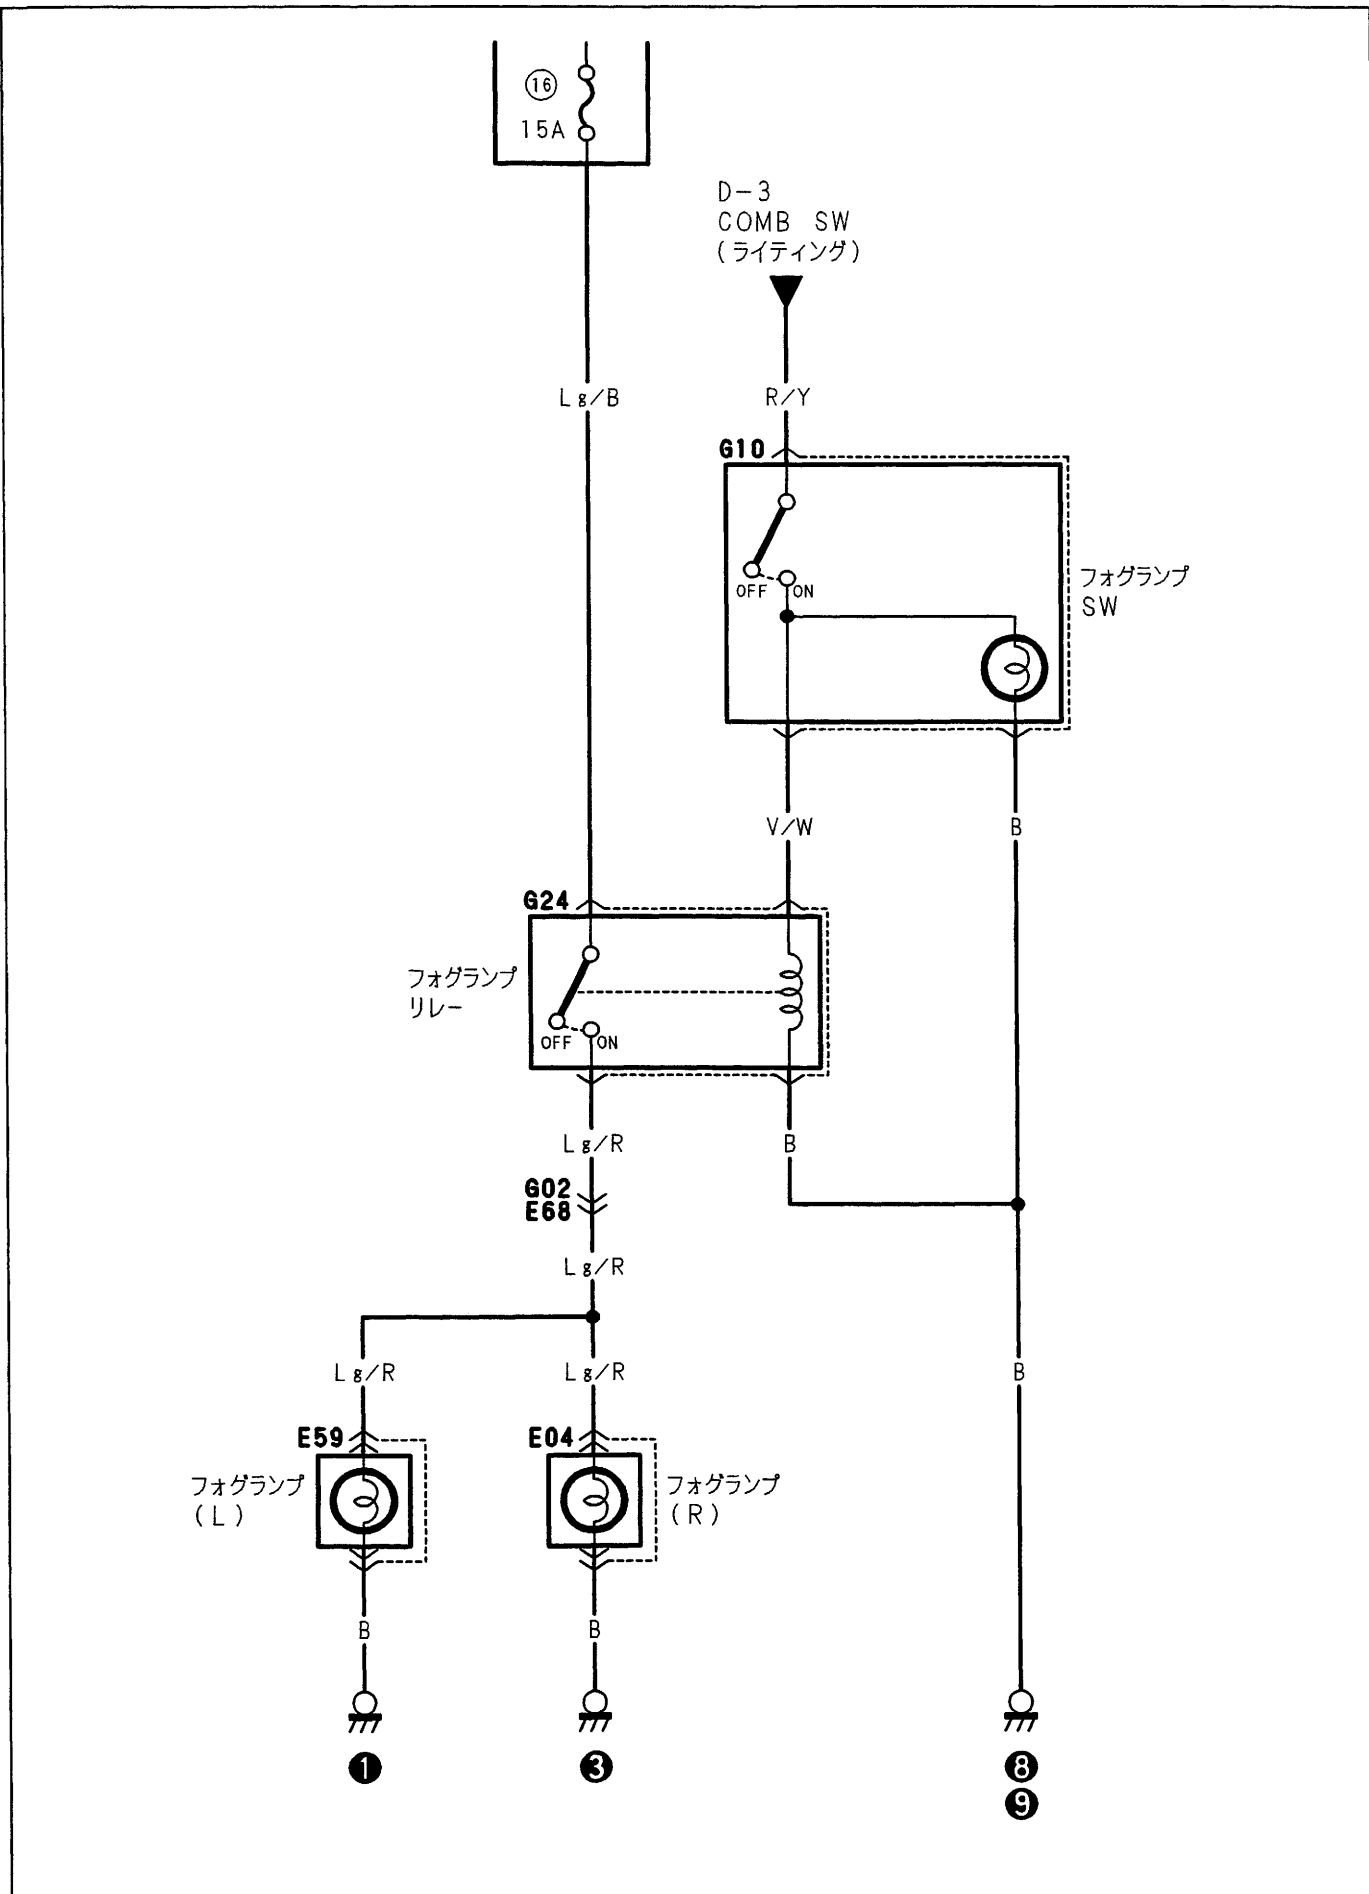 16
15A
D-3
COMB SW
(ライティング)
Lg/B
R/Y
G10
OFF
ON
フォグランプ
SW
V/W
B
G24
フォグランプ
リレー
OFF
ON
Lg/R
B
G02
E68
Lg/R
Lg/R
Lg/R
B
E59
E04
フォグランプ
(L)
フォグランプ
(R)
B
B
1
3
8
9